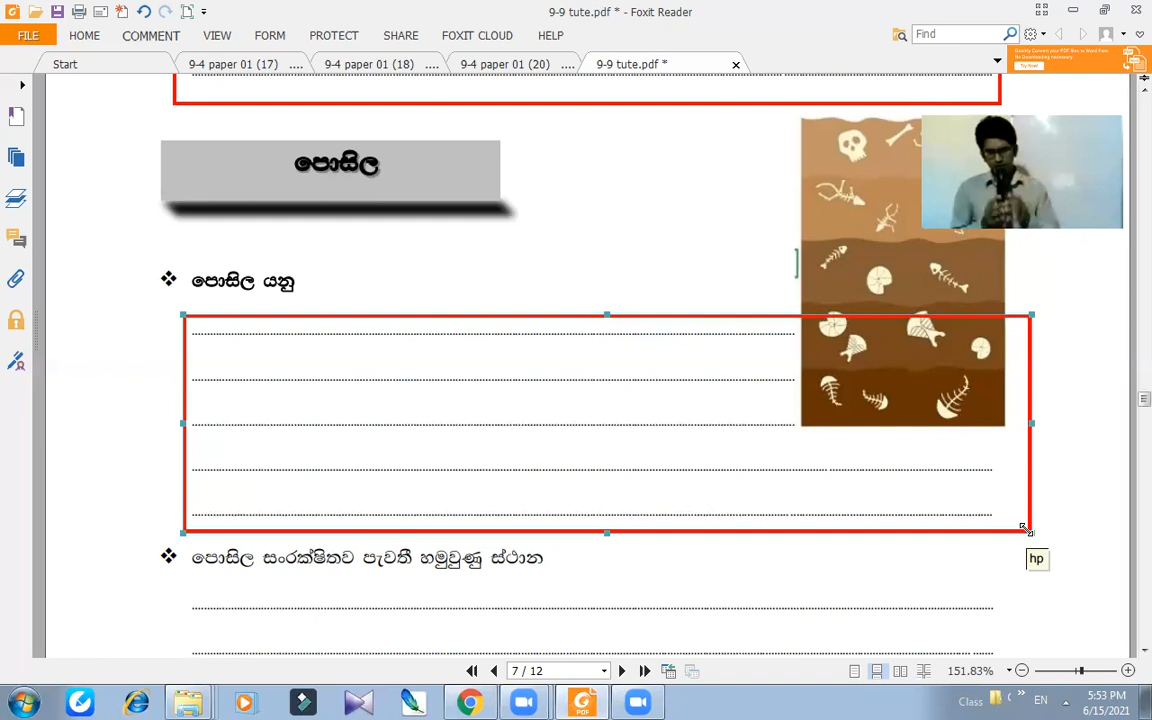 9-9 tute.pdf * - Foxit Reader
FILE HOME COMMENT VIEW FORM PROTECT SHARE FOXIT CLOUD HELP Find
Start 9-4 paper 01 (17) .... 9-4 paper 01 (18) .... 9-4 paper 01 (20) .... 9-9 tute.pdf *
පොසිල
පොසිල යනු
hp
පොසිල සංරක්ෂිතව පැවතී හමුවුණු ස්ථාන
7 / 12 151.83%
Class EN 5:53 PM
6/15/2021